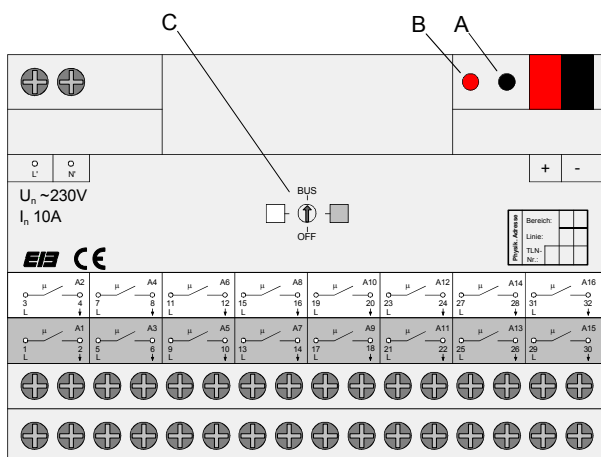 C B A
L' N' + -
Un ~230V
In 10A
BUS
OFF
Physik. Adresse
Bereich:
Linie:
TLN-
Nr.:
EIB CE
µ A2 µ A4 µ A6 µ A8 µ A10 µ A12 µ A14 µ A16
3 4 7 8 11 12 15 16 19 20 23 24 27 28 31 32
L L L L L L L L
µ A1 µ A3 µ A5 µ A7 µ A9 µ A11 µ A13 µ A15
1 2 5 6 9 10 13 14 17 18 21 22 25 26 29 30
L L L L L L L L